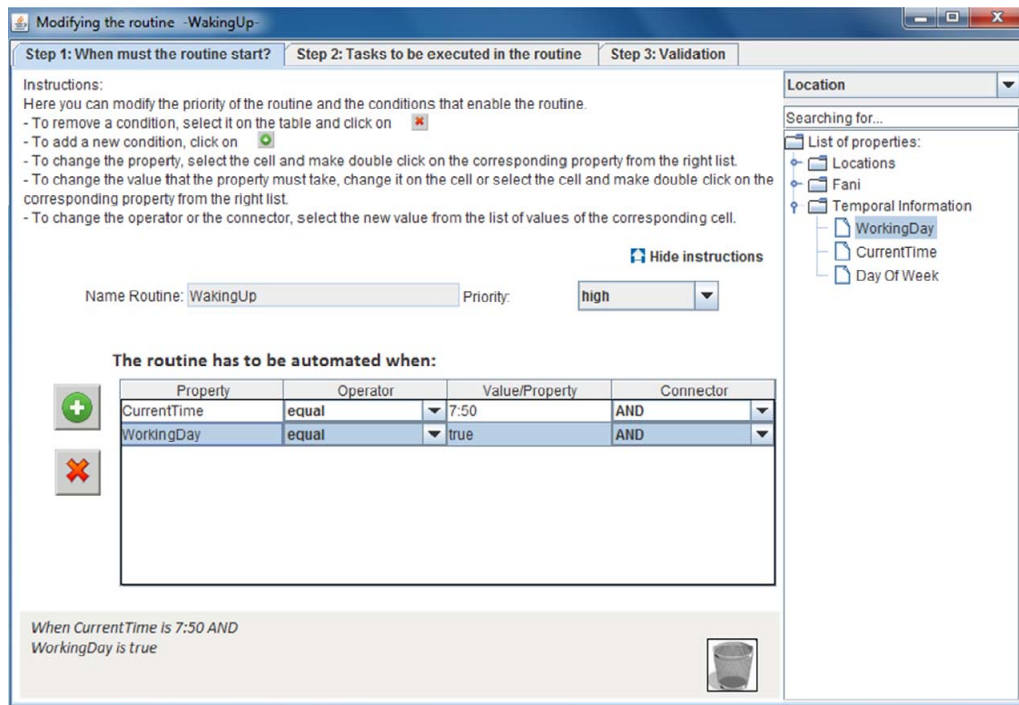 Modifying the routine -WakingUp-
Step 1: When must the routine start?
Step 2: Tasks to be executed in the routine
Step 3: Validation
Instructions:
Here you can modify the priority of the routine and the conditions that enable the routine.
- To remove a condition, select it on the table and click on
- To add a new condition, click on
- To change the property, select the cell and make double click on the corresponding property from the right list.
- To change the value that the property must take, change it on the cell or select the cell and make double click on the
corresponding property from the right list.
- To change the operator or the connector, select the new value from the list of values of the corresponding cell.
Hide instructions
Name Routine: WakingUp Priority: high
The routine has to be automated when:
Property Operator Value/Property Connector
CurrentTime equal 7:50 AND
WorkingDay equal true AND
When CurrentTime is 7:50 AND
WorkingDay is true
Location
Searching for...
List of properties:
Locations
Fani
Temporal Information
WorkingDay
CurrentTime
Day Of Week